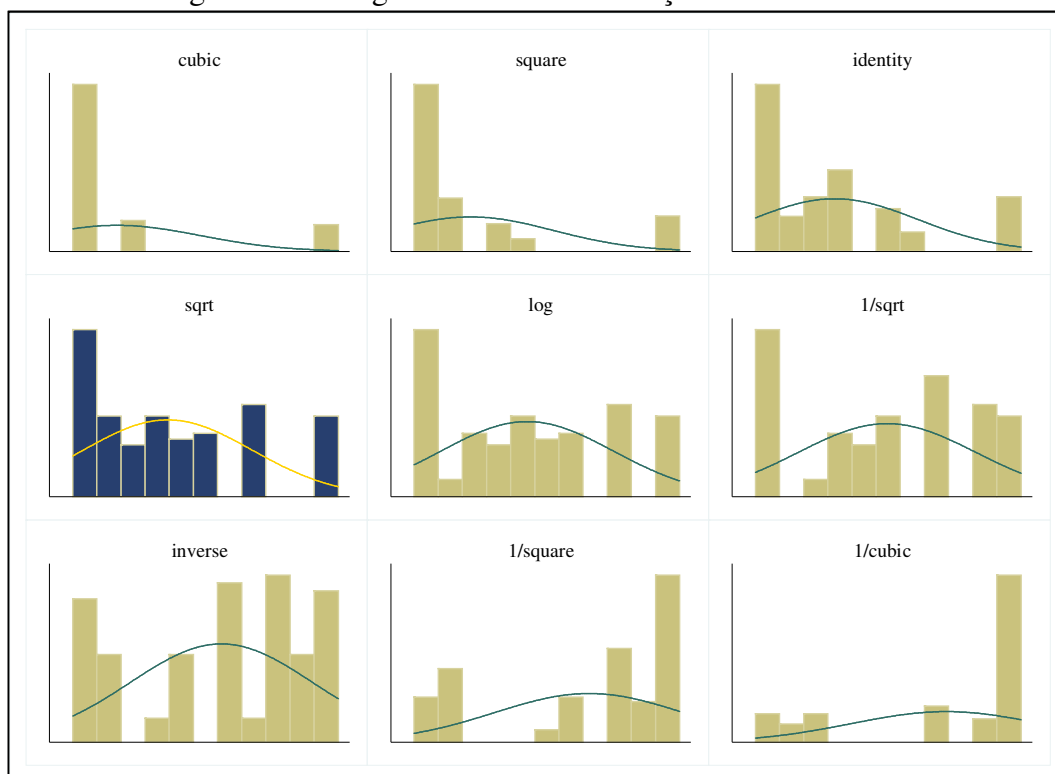 cubic
square
identity
sqrt
log
1/sqrt
inverse
1/square
1/cubic